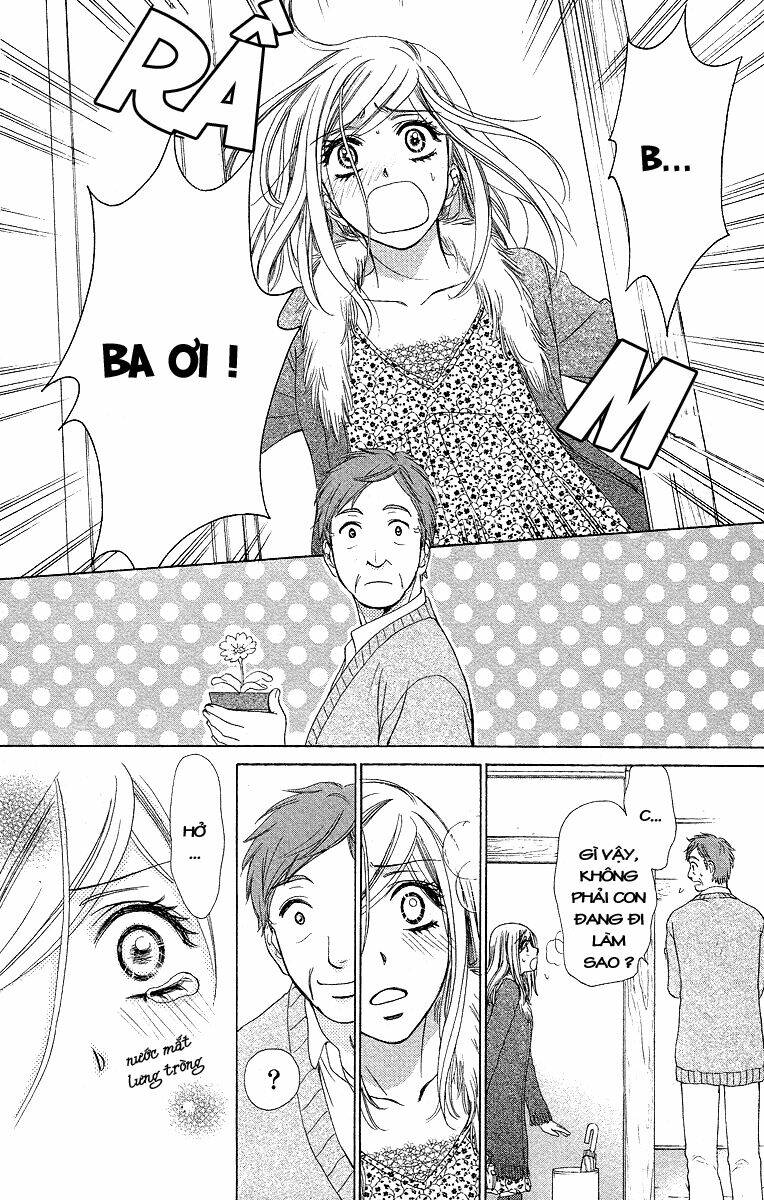 RẦ
M
B...
BA ƠI !
C...
GÌ VẬY,
KHÔNG
PHẢI CON
ĐANG ĐI
LÀM
SAO ?
?
HỞ
...
nước mắt
lưng tròng